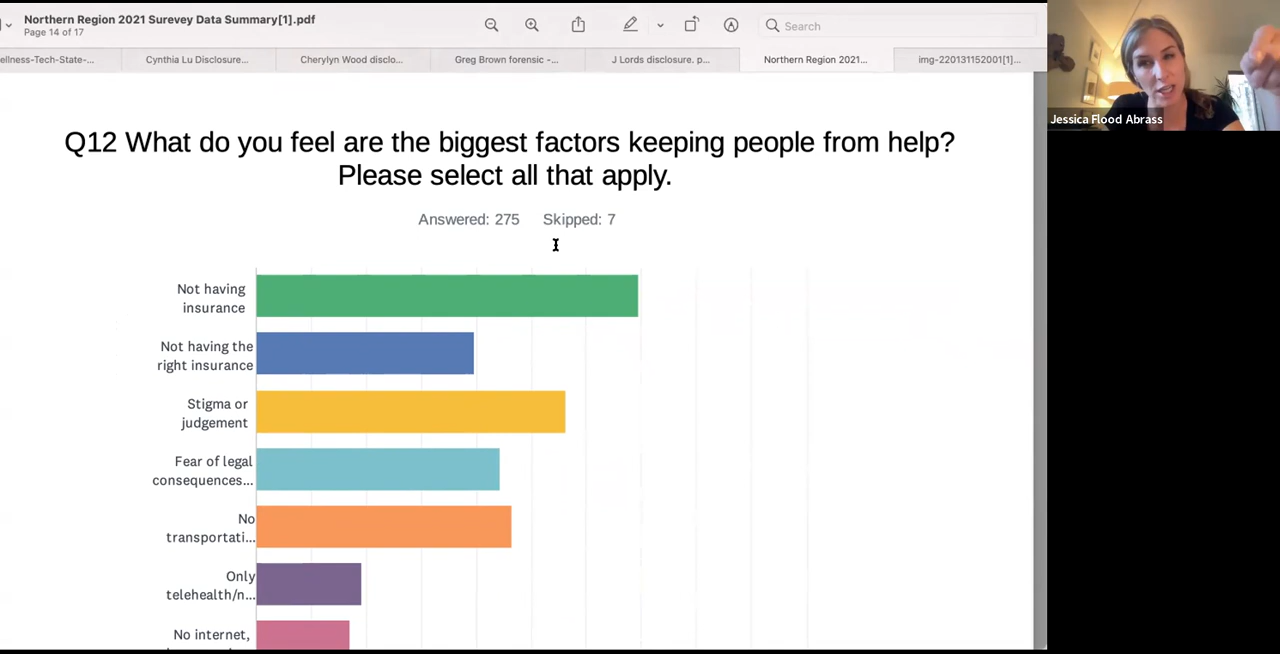 Northern Region 2021 Surevey Data Summary[1].pdf
Page 14 of 17
Search
ellness-Tech-State-...
Cynthia Lu Disclosure...
Cherylyn Wood disclo...
Greg Brown forensic -...
J Lords disclosure. p...
Northern Region 2021...
img-220131152001[1]...
Jessica Flood Abrass
Q12 What do you feel are the biggest factors keeping people from help?
Please select all that apply.
Answered: 275 Skipped: 7
Not having
insurance
Not having the
right insurance
Stigma or
judgement
Fear of legal
consequences...
No
transportati...
Only
telehealth/n...
No internet,